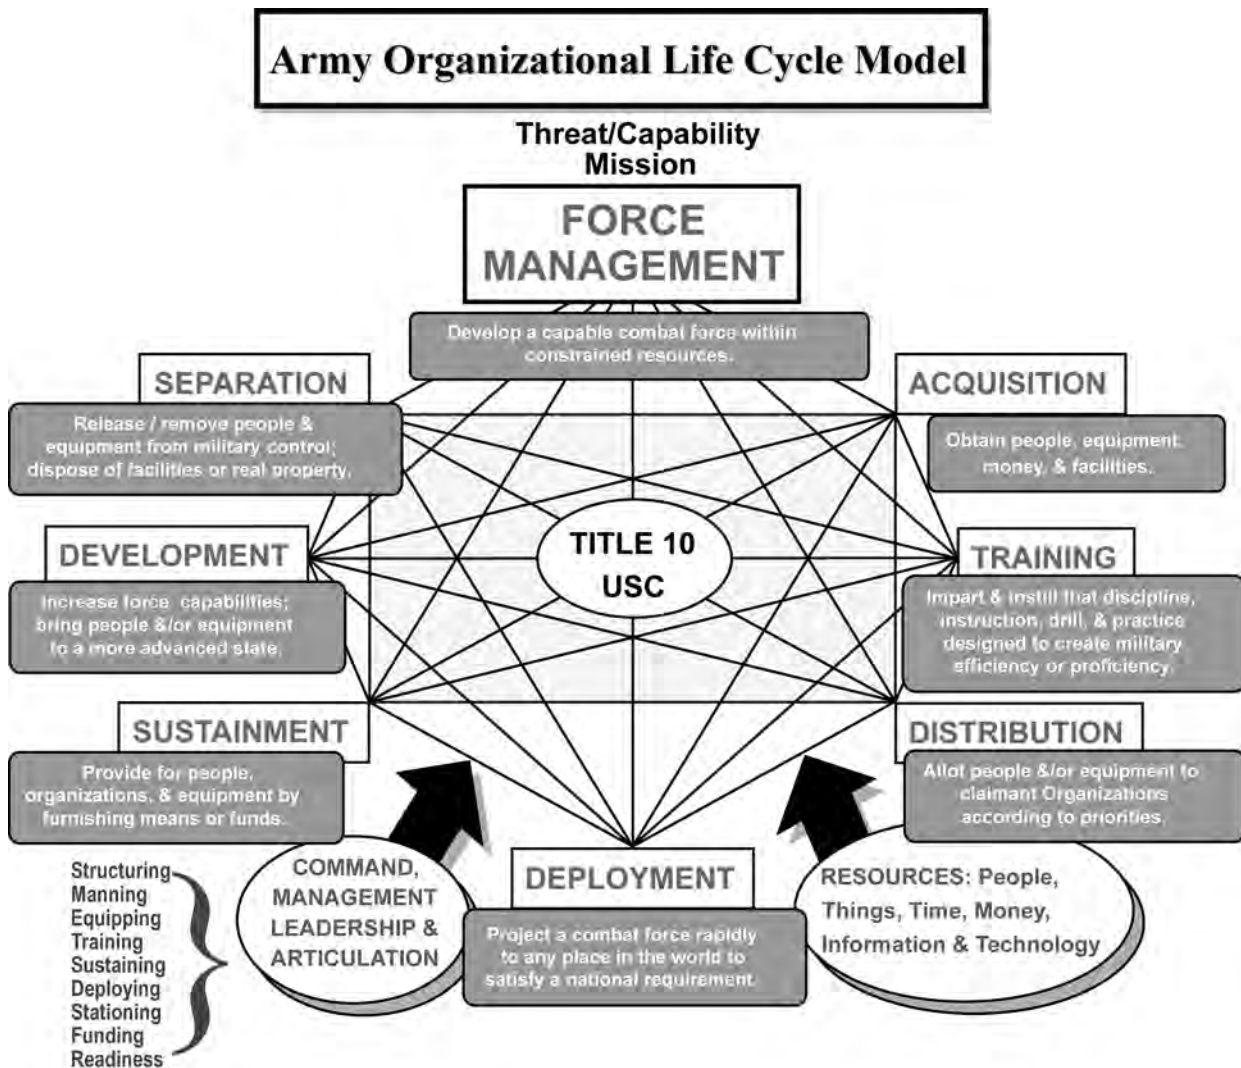 Army Organizational Life Cycle Model
Threat/Capability
Mission
FORCE
MANAGEMENT
Develop a capable combat force within
constrained resources.
SEPARATION
Release / remove people &
equipment from military control;
dispose of facilities or real property.
ACQUISITION
Obtain people, equipment,
money, & facilities.
DEVELOPMENT
Increase force capabilities;
bring people &/or equipment
to a more advanced state.
TITLE 10
USC
TRAINING
Impart & instill that discipline,
instruction, drill, & practice
designed to create military
efficiency or proficiency.
SUSTAINMENT
Provide for people,
organizations, & equipment by
furnishing means or funds.
DISTRIBUTION
Allot people &/or equipment to
claimant Organizations
according to priorities.
Structuring
Manning
Equipping
Training
Sustaining
Deploying
Stationing
Funding
Readiness
COMMAND,
MANAGEMENT
LEADERSHIP &
ARTICULATION
DEPLOYMENT
Project a combat force rapidly
to any place in the world to
satisfy a national requirement.
RESOURCES: People,
Things, Time, Money,
Information & Technology